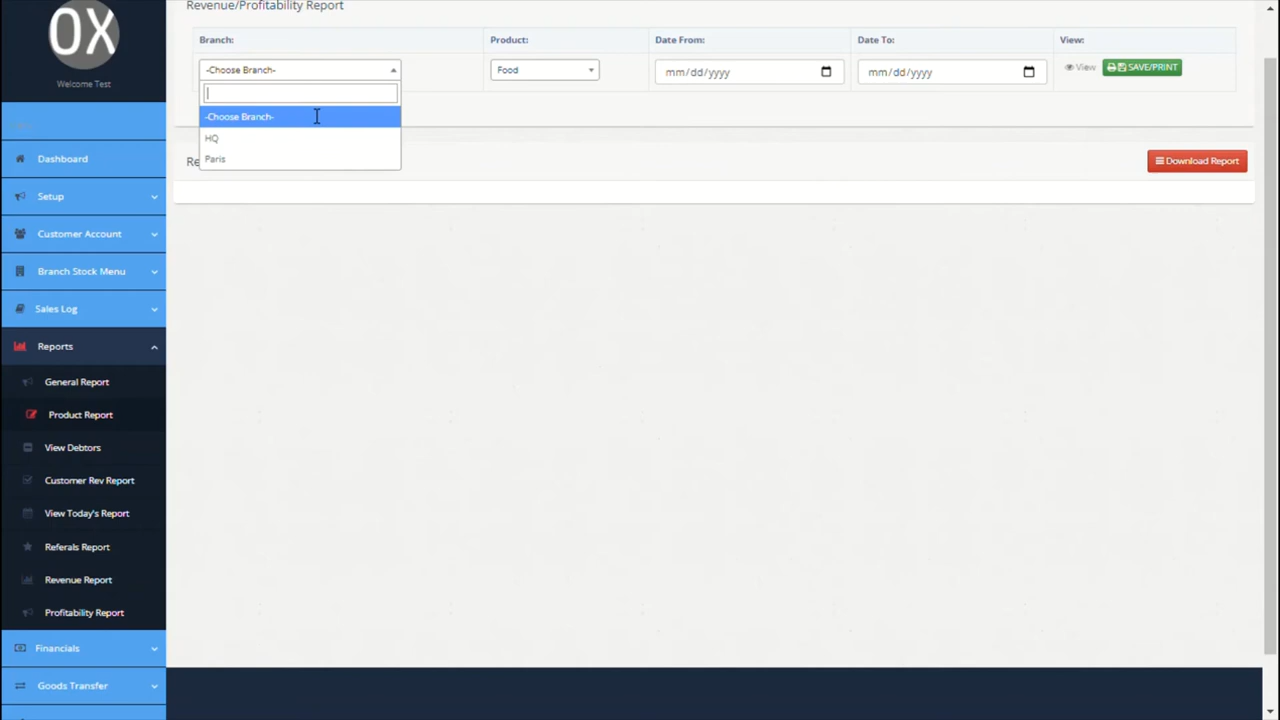 OX
Welcome Test
Dashboard
Setup
Customer Account
Branch Stock Menu
Sales Log
Reports
General Report
Product Report
View Debtors
Customer Rev Report
View Today's Report
Referals Report
Revenue Report
Profitability Report
Financials
Goods Transfer
Revenue/Profitability Report
Branch: Product: Date From: Date To: View:
-Choose Branch- Food mm/dd/yyyy mm/dd/yyyy View SAVE/PRINT
-Choose Branch-
HQ
Paris
Re Download Report